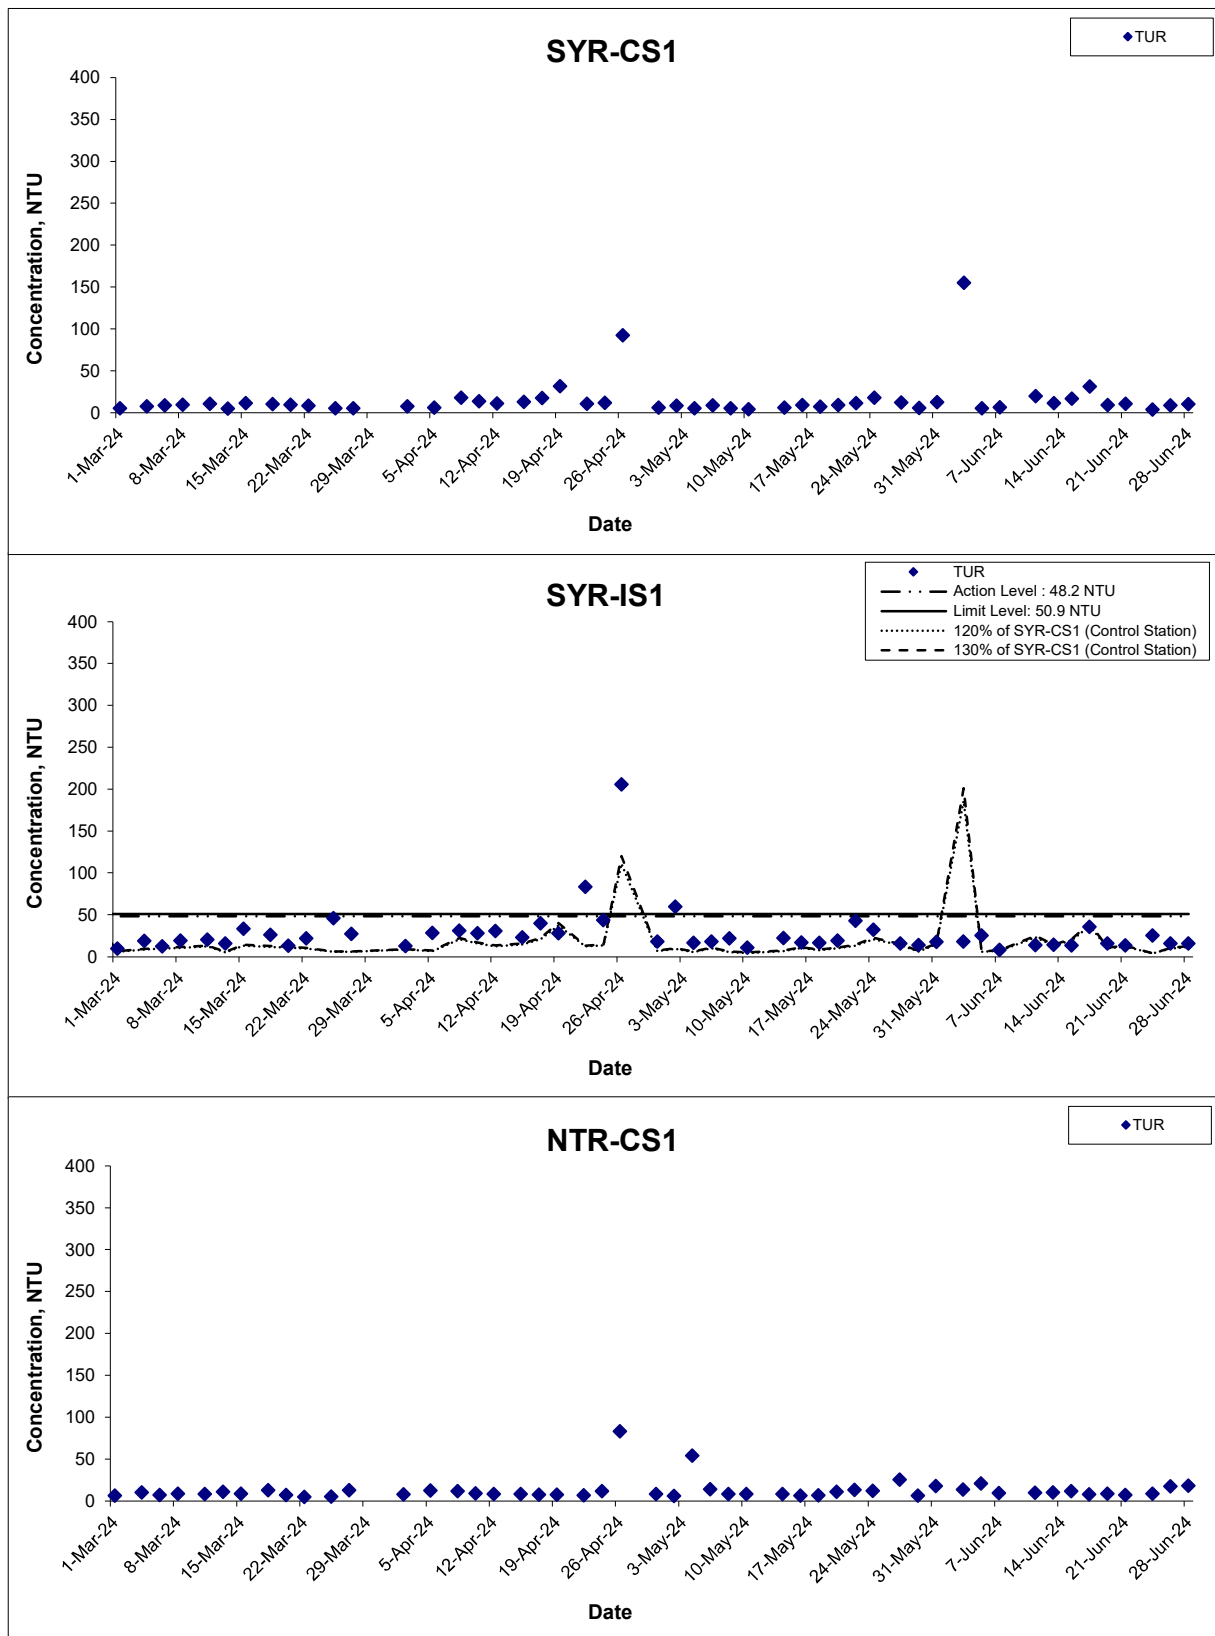 SYR-CS1
TUR
Concentration, NTU
400
350
300
250
200
150
100
50
0
1-Mar-24
8-Mar-24
15-Mar-24
22-Mar-24
29-Mar-24
5-Apr-24
12-Apr-24
19-Apr-24
26-Apr-24
3-May-24
10-May-24
17-May-24
24-May-24
31-May-24
7-Jun-24
14-Jun-24
21-Jun-24
28-Jun-24
Date
SYR-IS1
TUR
Action Level : 48.2 NTU
Limit Level: 50.9 NTU
120% of SYR-CS1 (Control Station)
130% of SYR-CS1 (Control Station)
Concentration, NTU
400
350
300
250
200
150
100
50
0
1-Mar-24
8-Mar-24
15-Mar-24
22-Mar-24
29-Mar-24
5-Apr-24
12-Apr-24
19-Apr-24
26-Apr-24
3-May-24
10-May-24
17-May-24
24-May-24
31-May-24
7-Jun-24
14-Jun-24
21-Jun-24
28-Jun-24
Date
NTR-CS1
TUR
Concentration, NTU
400
350
300
250
200
150
100
50
0
1-Mar-24
8-Mar-24
15-Mar-24
22-Mar-24
29-Mar-24
5-Apr-24
12-Apr-24
19-Apr-24
26-Apr-24
3-May-24
10-May-24
17-May-24
24-May-24
31-May-24
7-Jun-24
14-Jun-24
21-Jun-24
28-Jun-24
Date